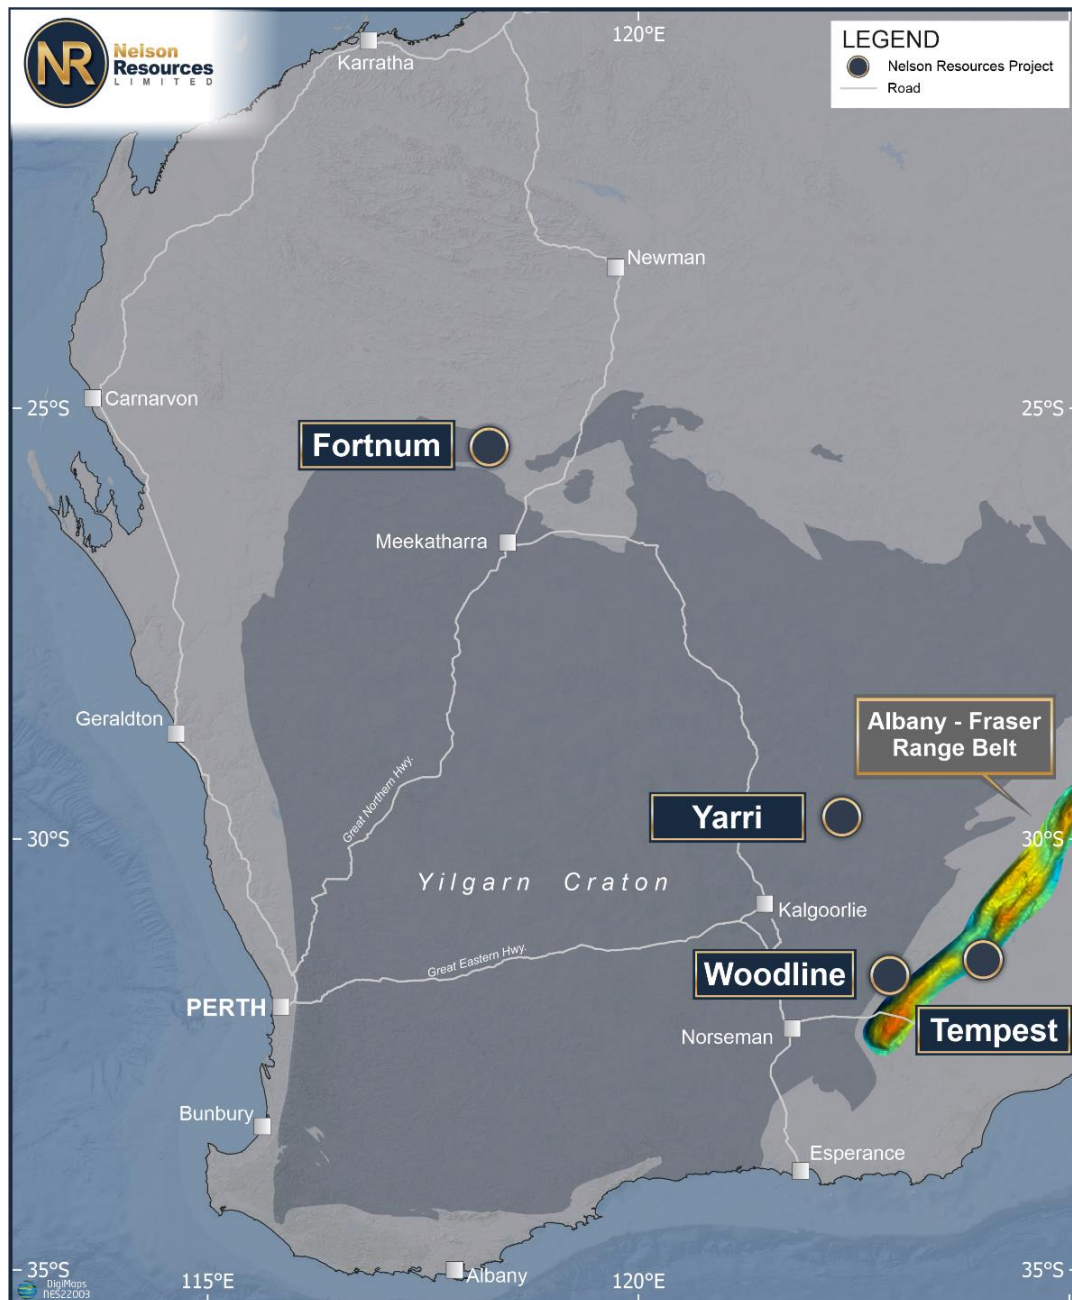 NR
Nelson
Resources
LIMITED
120°E
LEGEND
Nelson Resources Project
Road
Karratha
Newman
Carnarvon
25°S
25°S
Fortnum
Meekatharra
Geraldton
Albany - Fraser
Range Belt
Great Northern Hwy.
Yarri
30°S
30°S
Yilgarn Craton
Kalgoorlie
Great Eastern Hwy.
Woodline
PERTH
Norseman
Tempest
Bunbury
Esperance
35°S
115°E
120°E
35°S
Albany
DigiMaps
NES22003